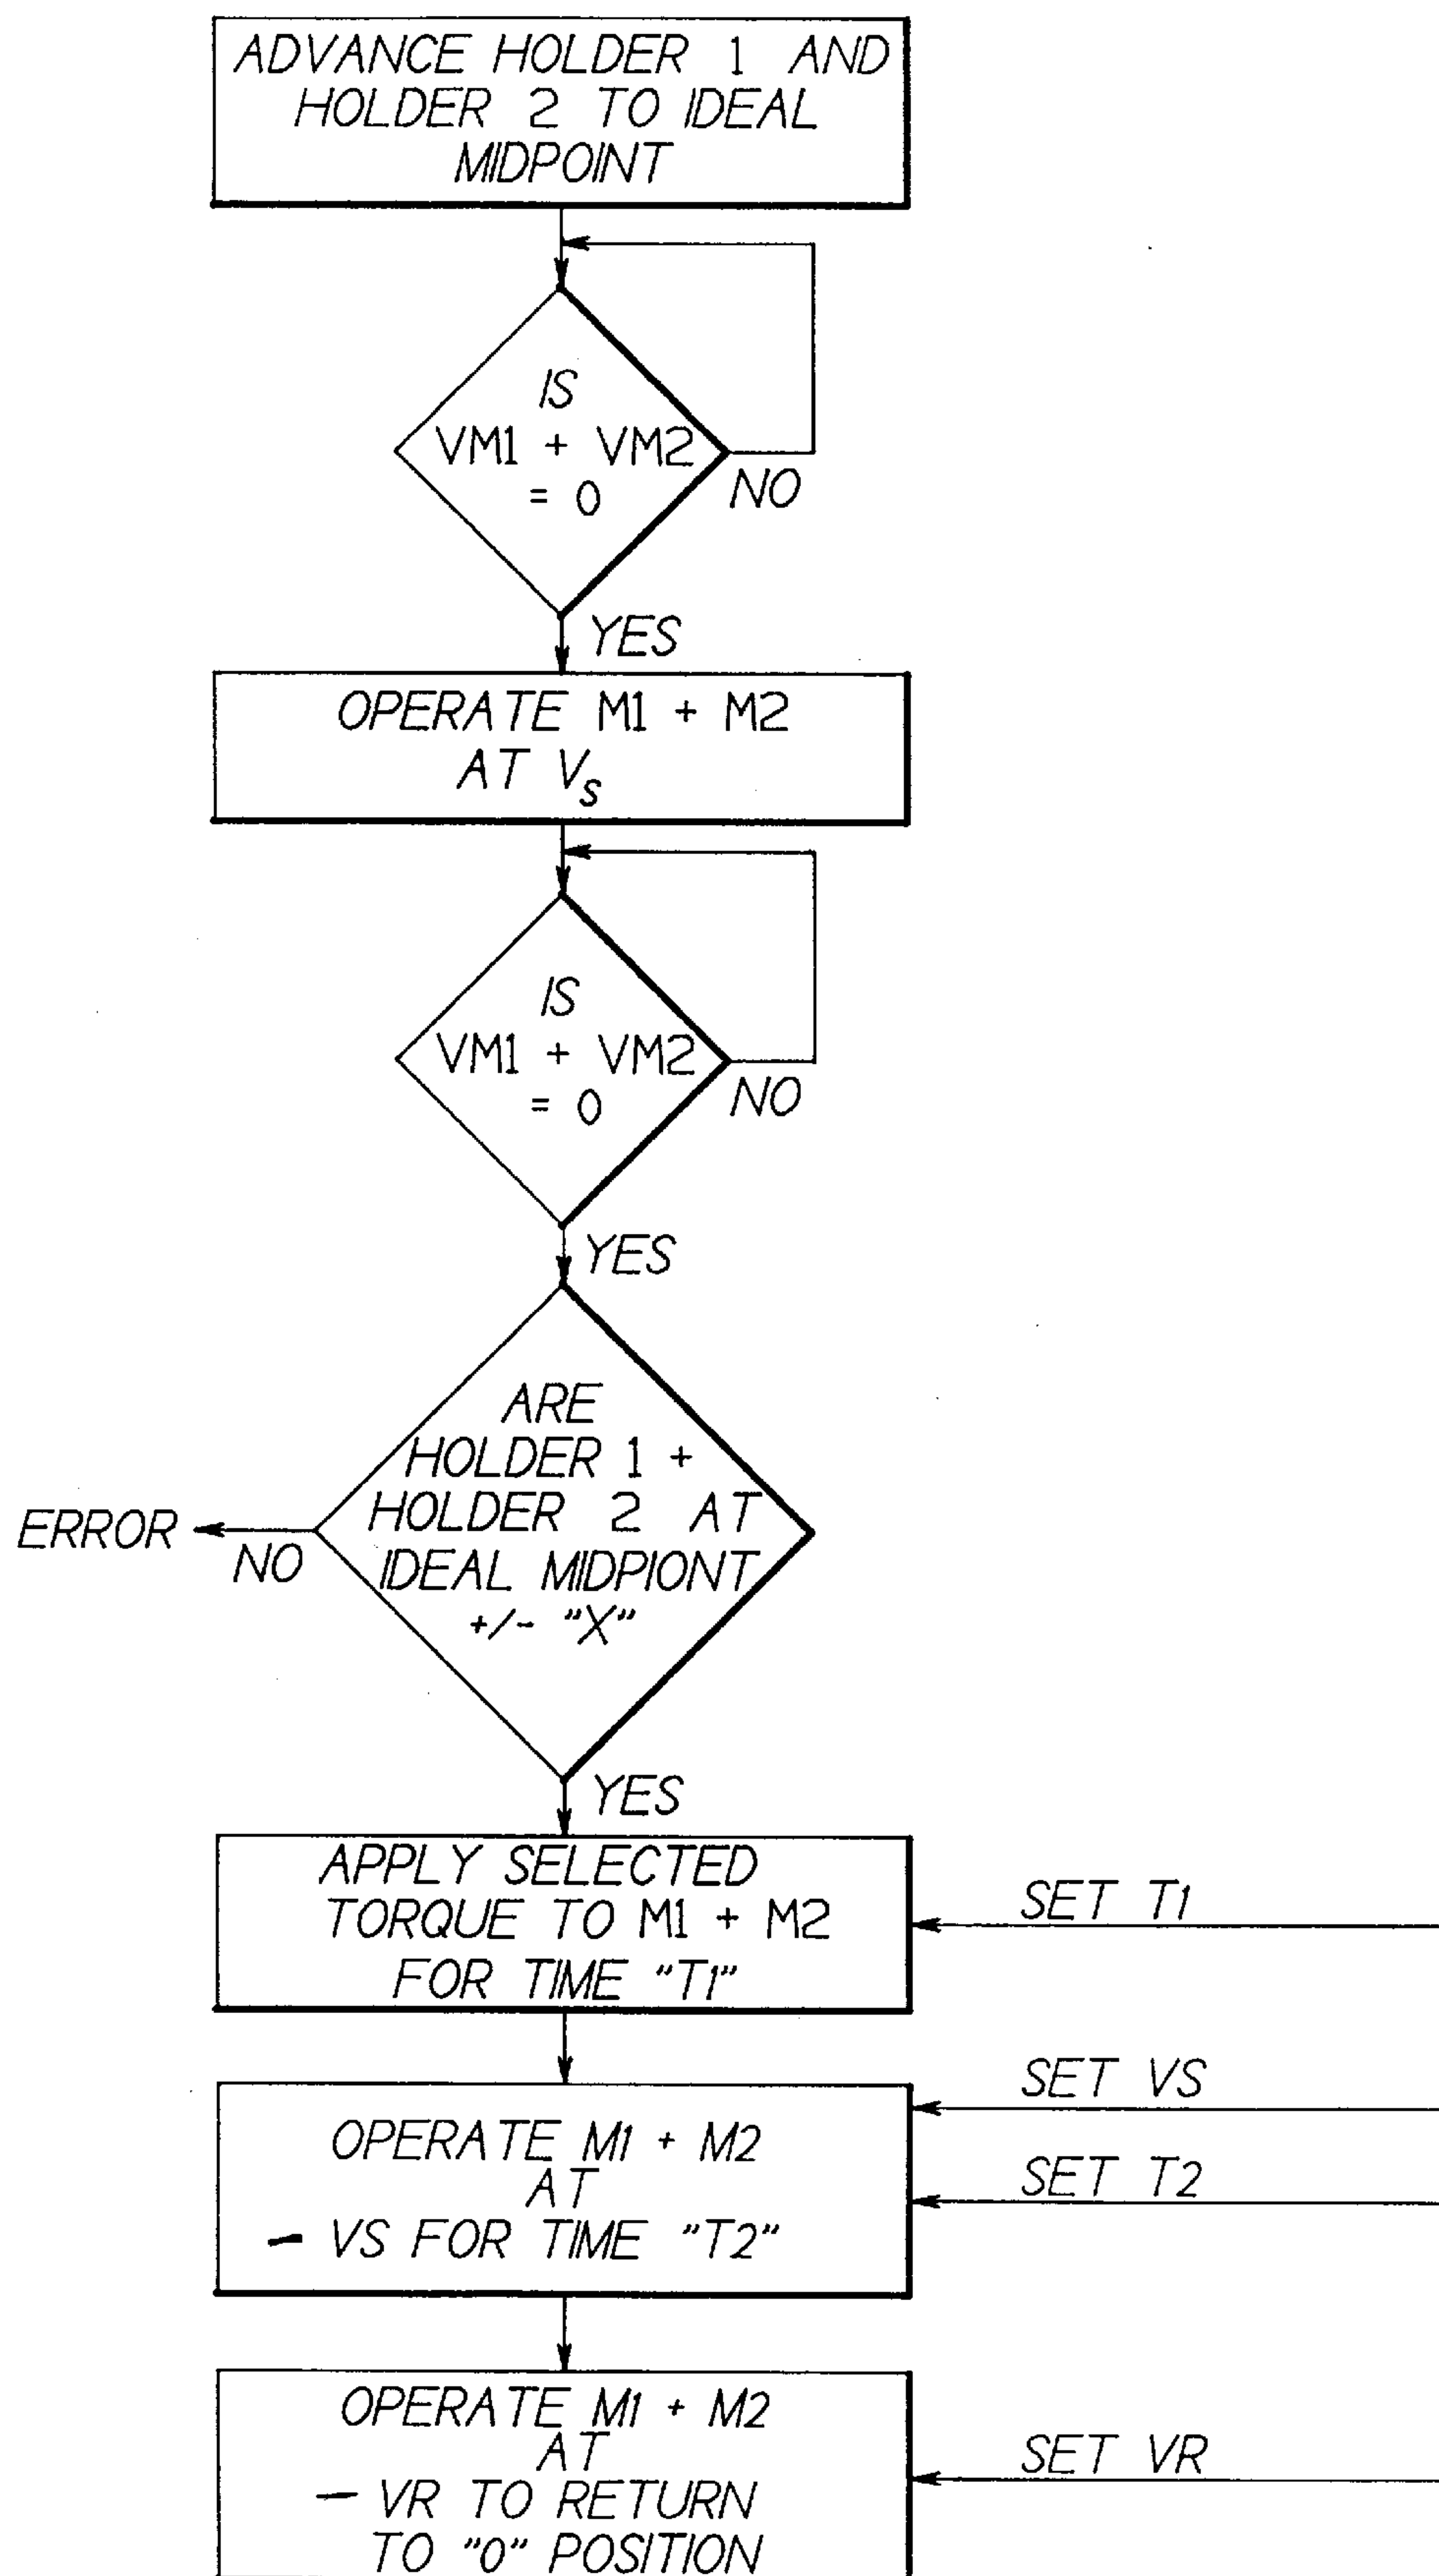 ADVANCE HOLDER 1 AND
HOLDER 2 TO IDEAL
MIDPOINT
IS
VM1 + VM2
= 0
NO
YES
OPERATE M1 + M2
AT Vs
IS
VM1 + VM2
= 0
NO
YES
ARE
HOLDER 1 +
HOLDER 2 AT
IDEAL MIDPIONT
+/- "X"
ERROR
NO
YES
APPLY SELECTED
TORQUE TO M1 + M2
FOR TIME "T1"
SET T1
OPERATE M1 + M2
AT
- VS FOR TIME "T2"
SET VS
SET T2
OPERATE M1 + M2
AT
- VR TO RETURN
TO "0" POSITION
SET VR